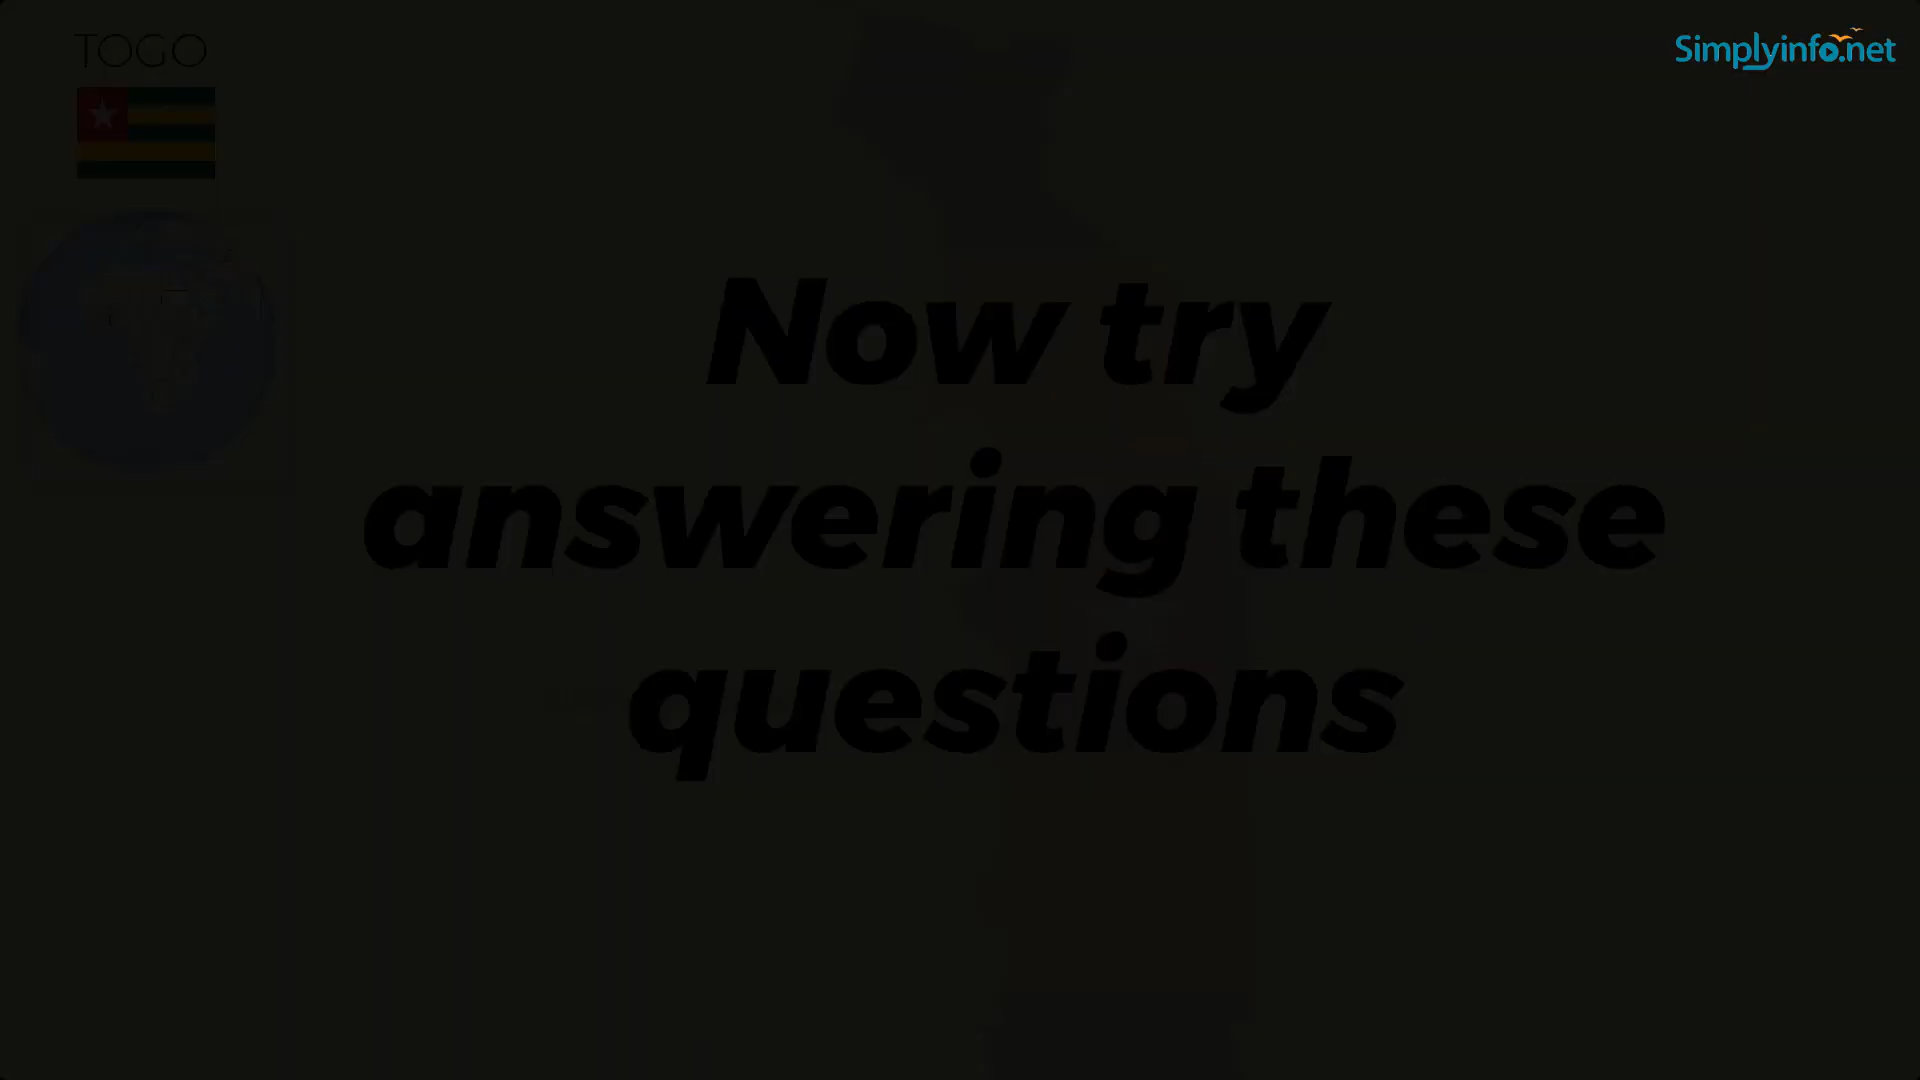 TOGO
Simplyinfo.net
Now try
answering these
questions